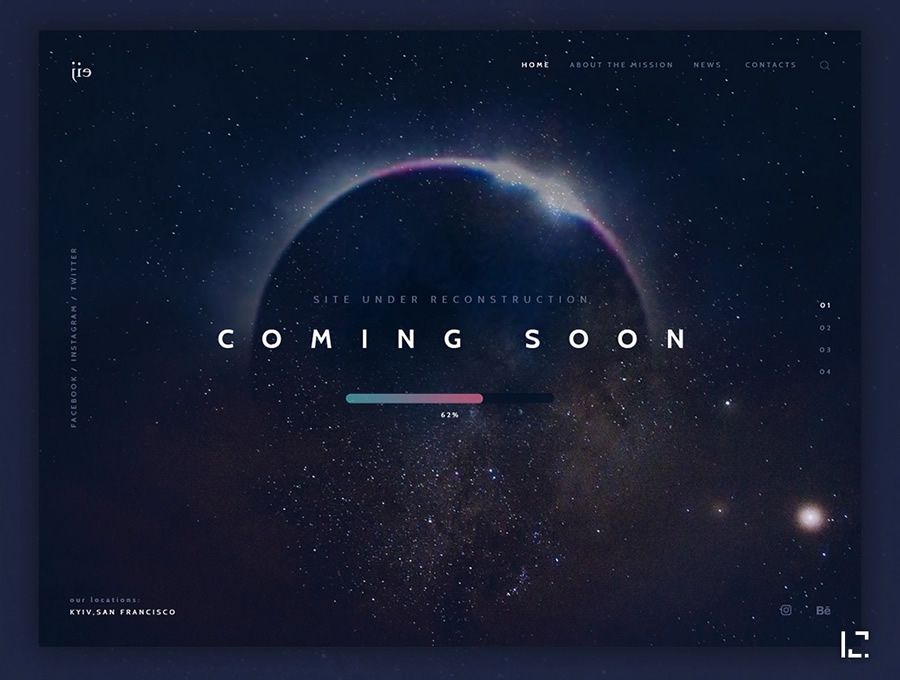 HOME ABOUT THE MISSION NEWS CONTACTS
FACEBOOK / INSTAGRAM / TWITTER
SITE UNDER RECONSTRUCTION
COMING SOON
62%
01
02
03
04
our locations:
KYIV,SAN FRANCISCO
Bē